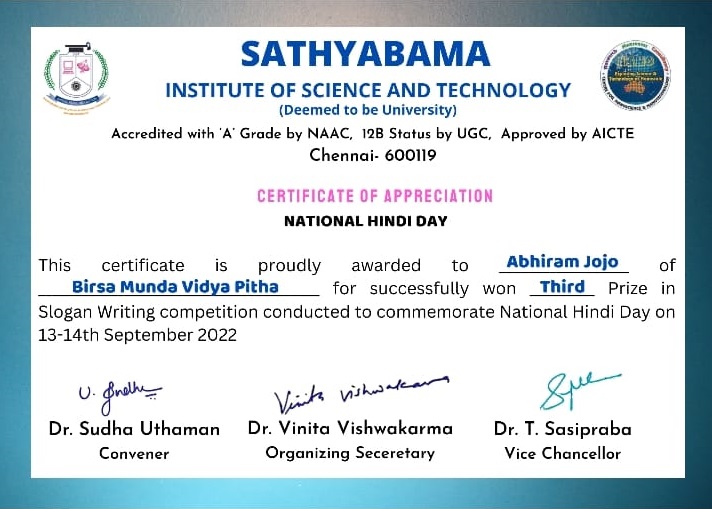 SATHYABAMA
INSTITUTE OF SCIENCE AND TECHNOLOGY
(Deemed to be University)
Accredited with 'A' Grade by NAAC, 12B Status by UGC, Approved by AICTE
Chennai- 600119
CERTIFICATE OF APPRECIATION
NATIONAL HINDI DAY
This certificate is proudly awarded to Abhiram Jojo of
Birsa Munda Vidya Pitha for successfully won Third Prize in
Slogan Writing competition conducted to commemorate National Hindi Day on
13-14th September 2022
Vinita Vishwakarma
Dr. Sudha Uthaman Dr. Vinita Vishwakarma Dr. T. Sasipraba
Convener Organizing Seceretary Vice Chancellor